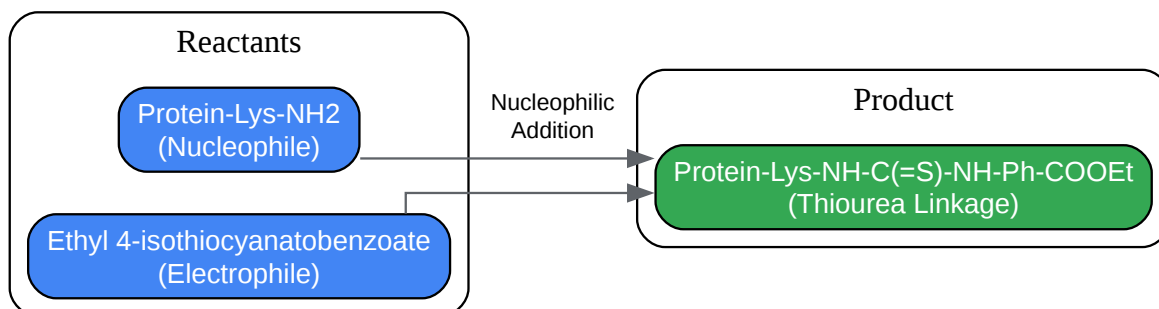 Reactants
Protein-Lys-NH2
(Nucleophile)
Ethyl 4-isothiocyanatobenzoate
(Electrophile)
Nucleophilic
Addition
Product
Protein-Lys-NH-C(=S)-NH-Ph-COOEt
(Thiourea Linkage)